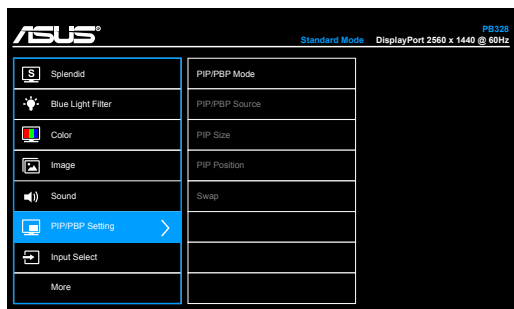 ASUS
PB328
Standard Mode DisplayPort 2560 x 1440 @ 60Hz
S Splendid
Blue Light Filter
Color
Image
Sound
PIP/PBP Setting
Input Select
More
PIP/PBP Mode
PIP/PBP Source
PIP Size
PIP Position
Swap